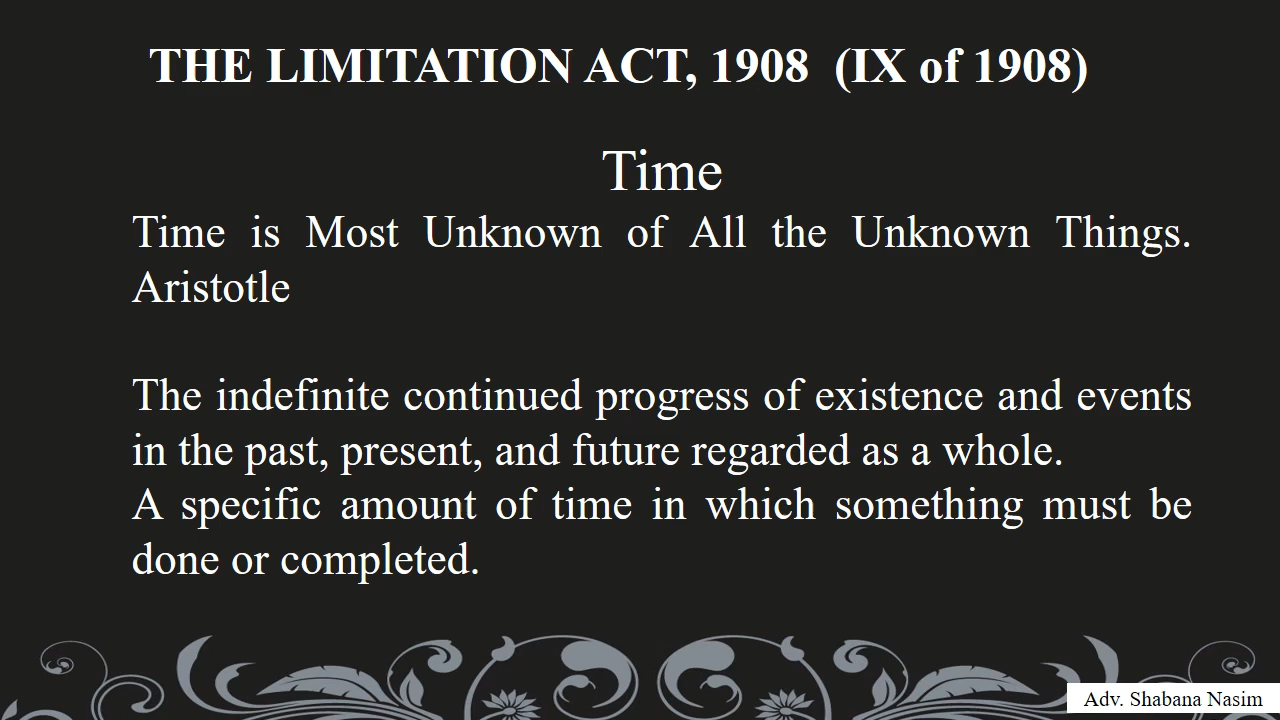 THE LIMITATION ACT, 1908 (IX of 1908)
Time
Time is Most Unknown of All the Unknown Things.
Aristotle
The indefinite continued progress of existence and events
in the past, present, and future regarded as a whole.
A specific amount of time in which something must be
done or completed.
Adv. Shabana Nasim